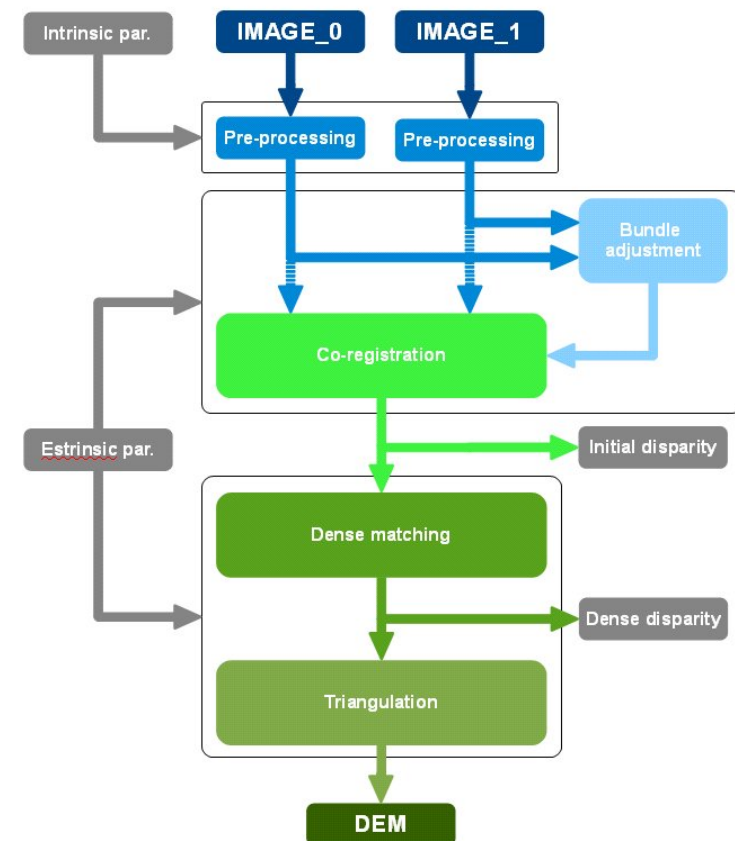 Intrinsic par.
IMAGE_0
IMAGE_1
Pre-processing
Pre-processing
Bundle
adjustment
Co-registration
Estrinsic par.
Initial disparity
Dense matching
Dense disparity
Triangulation
DEM